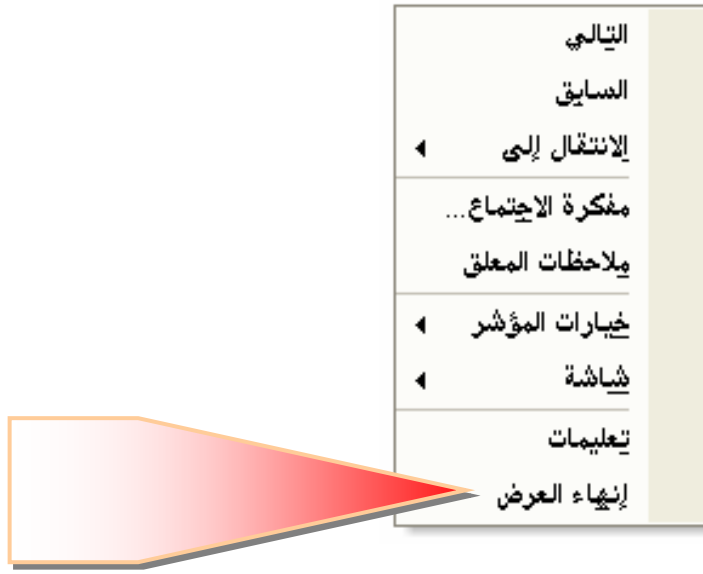 التالي
السابق
الانتقال إلى
مفكرة الاجتماع...
ملاحظات المعلق
خيارات المؤشر
شاشة
تعليمات
إنهاء العرض